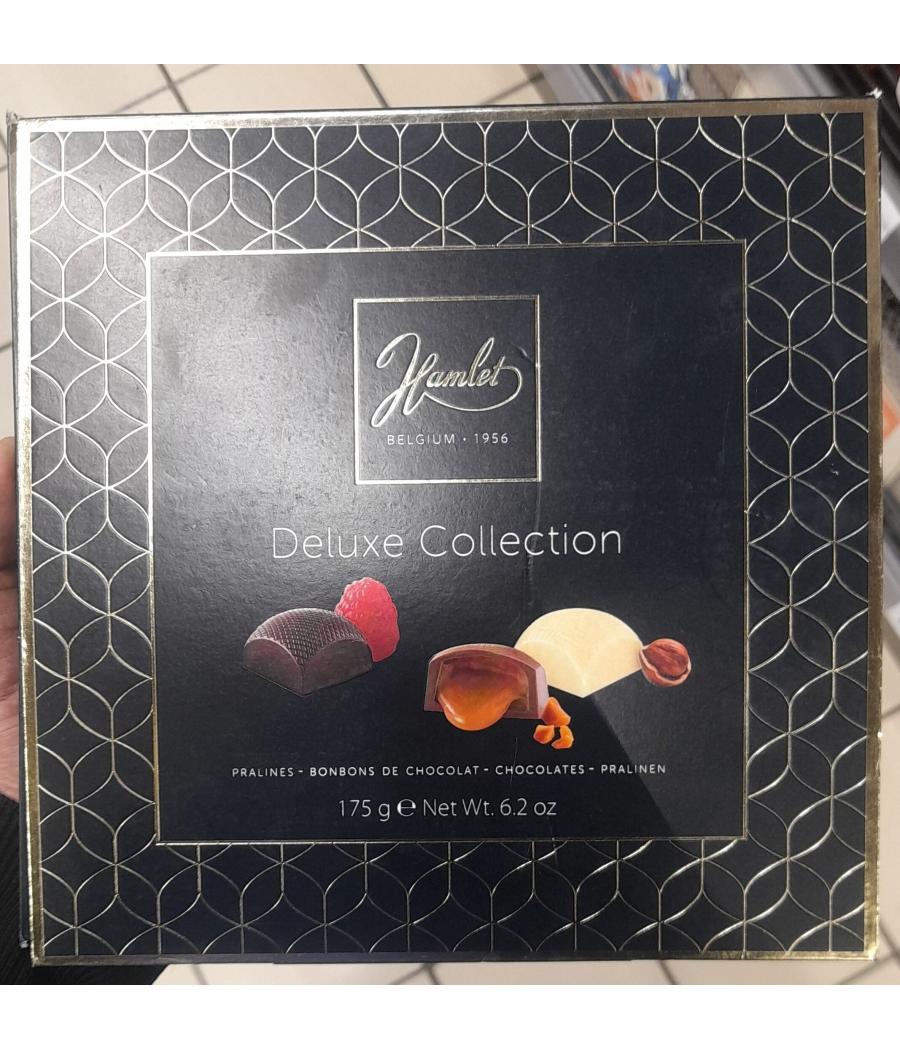 Hamlet
BELGIUM · 1956
Deluxe Collection
PRALINES - BONBONS DE CHOCOLAT - CHOCOLATES - PRALINEN
175 g ℮ Net Wt. 6.2 oz